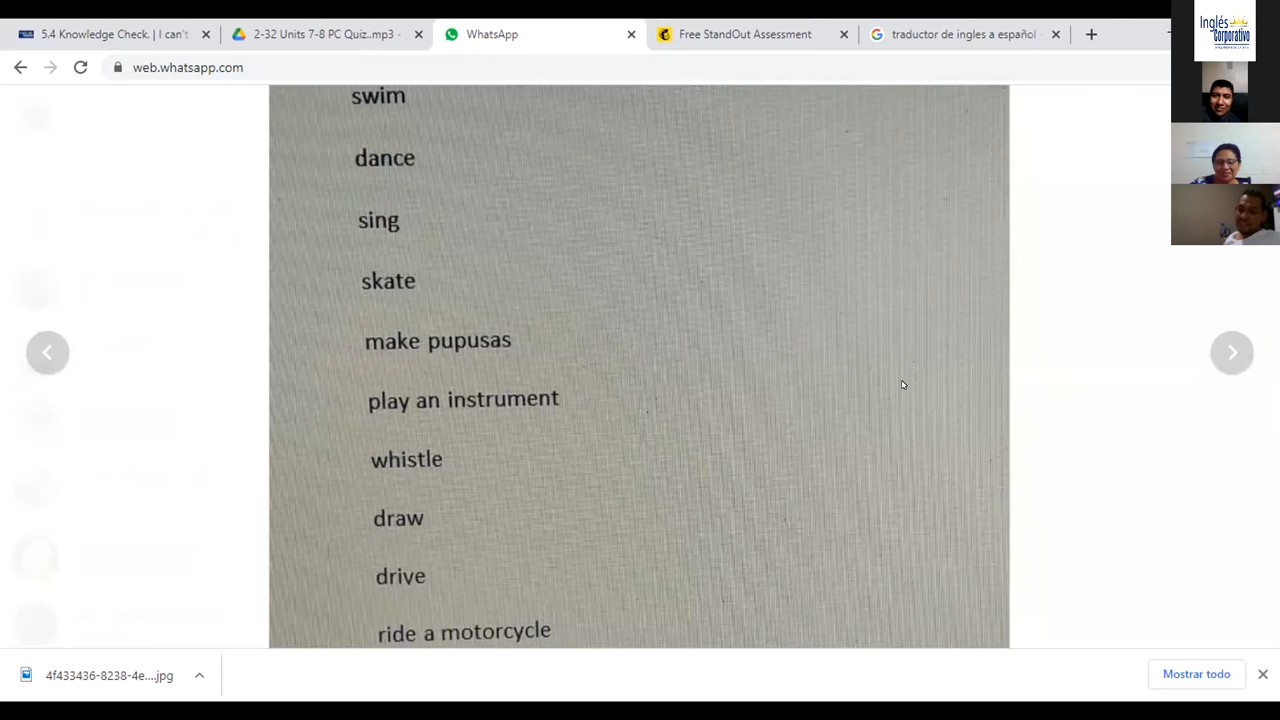 5.4 Knowledge Check. | I can't
2-32 Units 7-8 PC Quiz..mp3 -
WhatsApp
Free StandOut Assessment
traductor de ingles a español -
web.whatsapp.com
Inglés
Corporativo
swim
dance
sing
skate
make pupusas
play an instrument
whistle
draw
drive
ride a motorcycle
4f433436-8238-4e....jpg
Mostrar todo